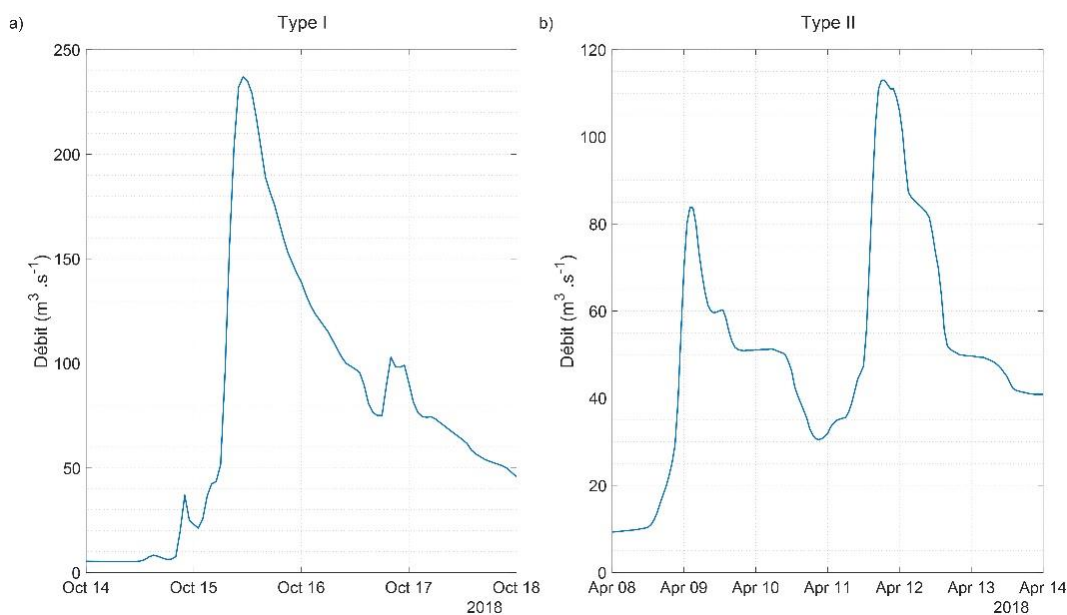 a)
Type I
250
200
150
100
50
0
Débit (m³ .s⁻¹)
Oct 14
Oct 15
Oct 16
Oct 17
Oct 18
2018
b)
Type II
120
100
80
60
40
20
0
Débit (m³ .s⁻¹)
Apr 08
Apr 09
Apr 10
Apr 11
Apr 12
Apr 13
Apr 14
2018